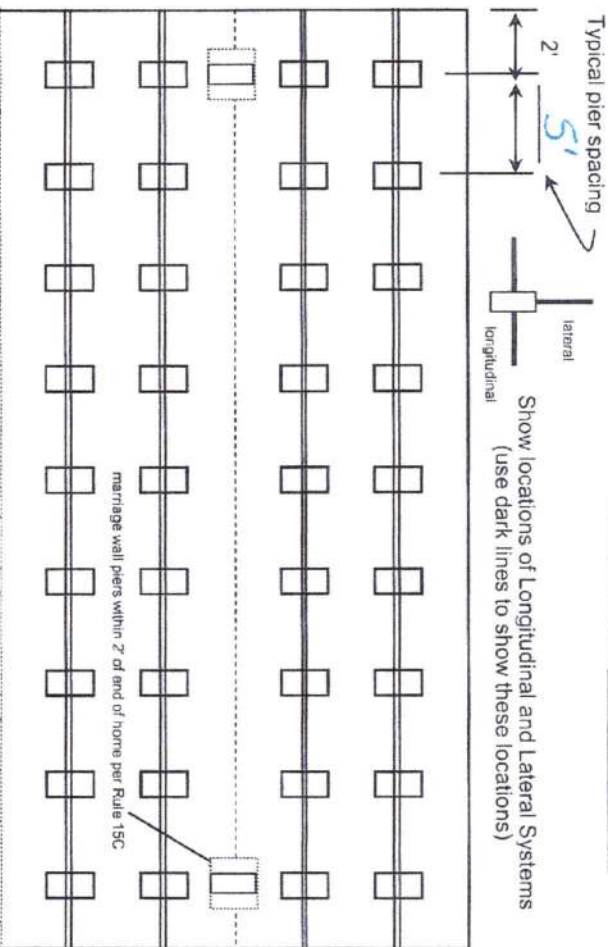 Typical pier spacing
2'
5'
lateral
longitudinal
Show locations of Longitudinal and Lateral Systems
(use dark lines to show these locations)
marriage wall piers within 2' of end of home per Rule 15C